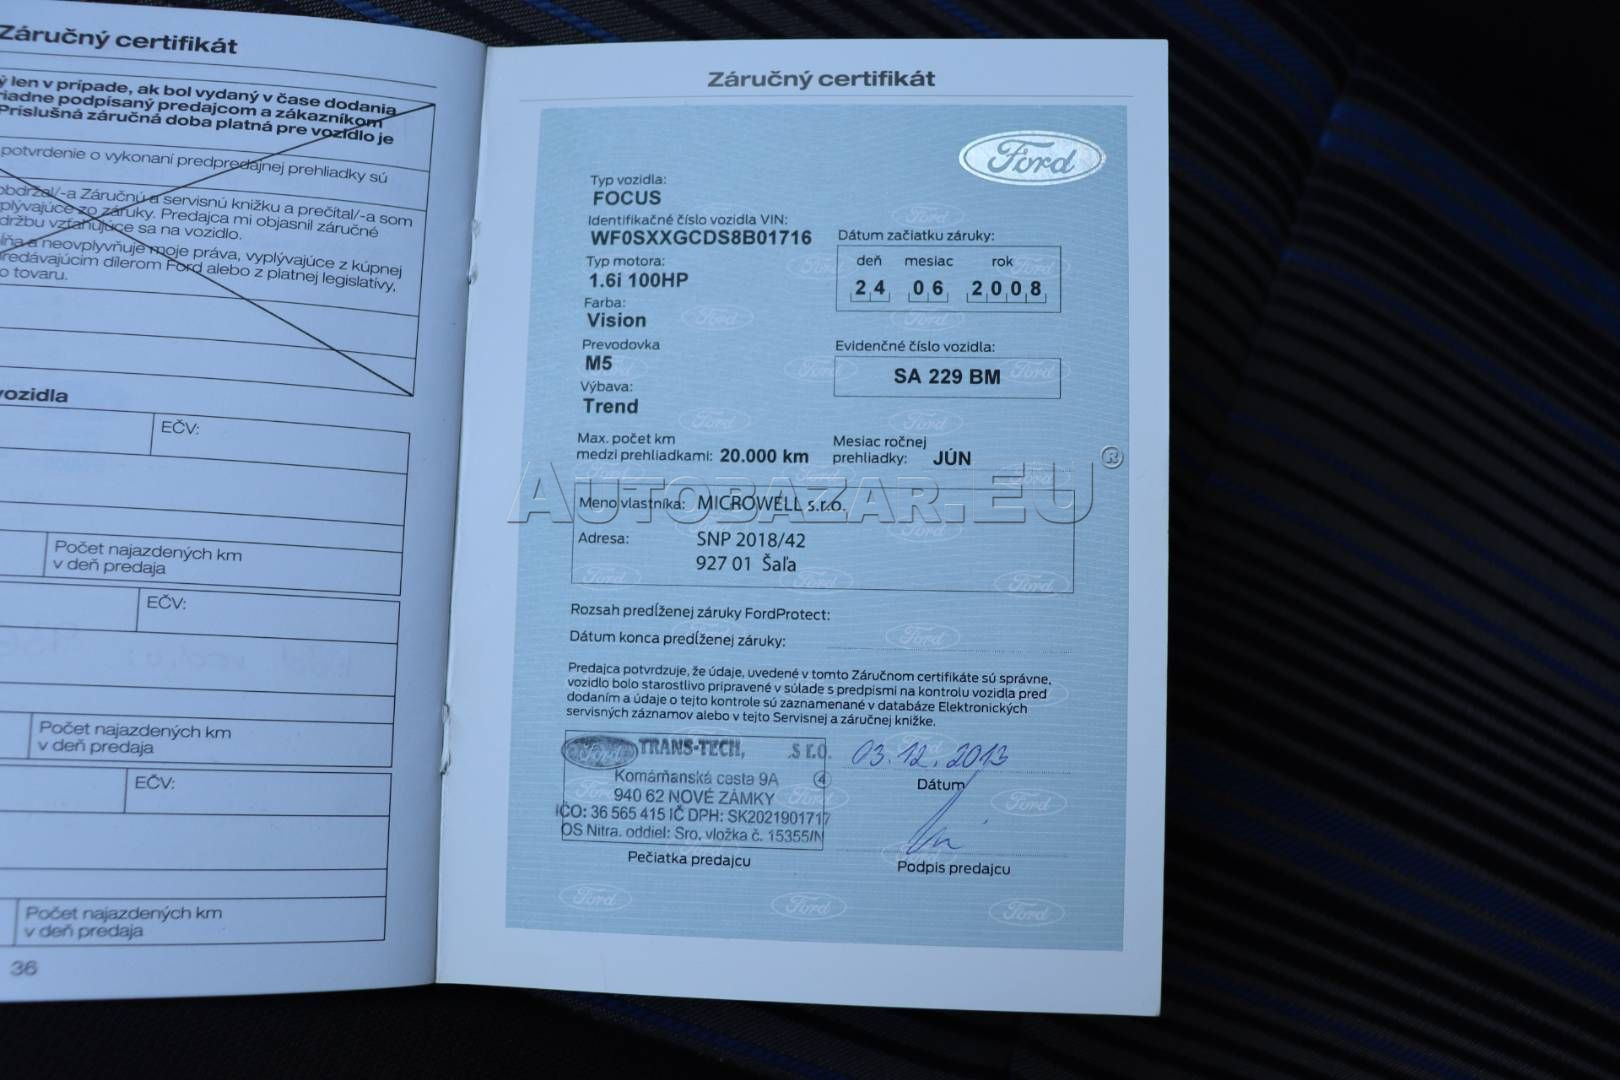 Záručný certifikát
ý len v prípade, ak bol vydaný v čase dodania
riadne podpísaný predajcom a zákazníkom
Príslušná záručná doba platná pre vozidlo je
potvrdenie o vykonaní predpredajnej prehliadky sú
obdržal/-a Záručnú a servisnú knižku a prečítal/-a som
plývajúce zo záruky. Predajca mi objasnil záručné
držbu vzťahujúce sa na vozidlo.
a neovplyvňuje moje práva, vyplývajúce z kúpnej
redávajúcim dílerom Ford alebo z platnej legislatívy,
o tovaru.
vozidla
EČV:
Počet najazdených km
v deň predaja
EČV:
Počet najazdených km
v deň predaja
EČV:
Počet najazdených km
v deň predaja
36
Záručný certifikát
Ford
Typ vozidla:
FOCUS
Identifikačné číslo vozidla VIN:
WF0SXXGCDS8B01716
Typ motora:
1.6i 100HP
Farba:
Vision
Prevodovka
M5
Výbava:
Trend
Dátum začiatku záruky:
deň mesiac rok
24 06 2008
Evidenčné číslo vozidla:
SA 229 BM
Max. počet km
medzi prehliadkami: 20.000 km
Mesiac ročnej
prehliadky: JÚN
AUTOBAZAR.EU®
Meno vlastníka: MICROWELL s.r.o.
Adresa: SNP 2018/42
927 01 Šaľa
Rozsah predĺženej záruky FordProtect:
Dátum konca predĺženej záruky:
Predajca potvrdzuje, že údaje, uvedené v tomto Záručnom certifikáte sú správne,
vozidlo bolo starostlivo pripravené v súlade s predpismi na kontrolu vozidla pred
dodaním a údaje o tejto kontrole sú zaznamenané v databáze Elektronických
servisných záznamov alebo v tejto Servisnej a záručnej knižke.
Ford TRANS-TECH, s r.o.
Komárňanská cesta 9A 4
940 62 NOVÉ ZÁMKY
IČO: 36 565 415 IČ DPH: SK2021901717
OS Nitra. oddiel: Sro, vložka č. 15355/N
Pečiatka predajcu
03.12.2013
Dátum
Podpis predajcu